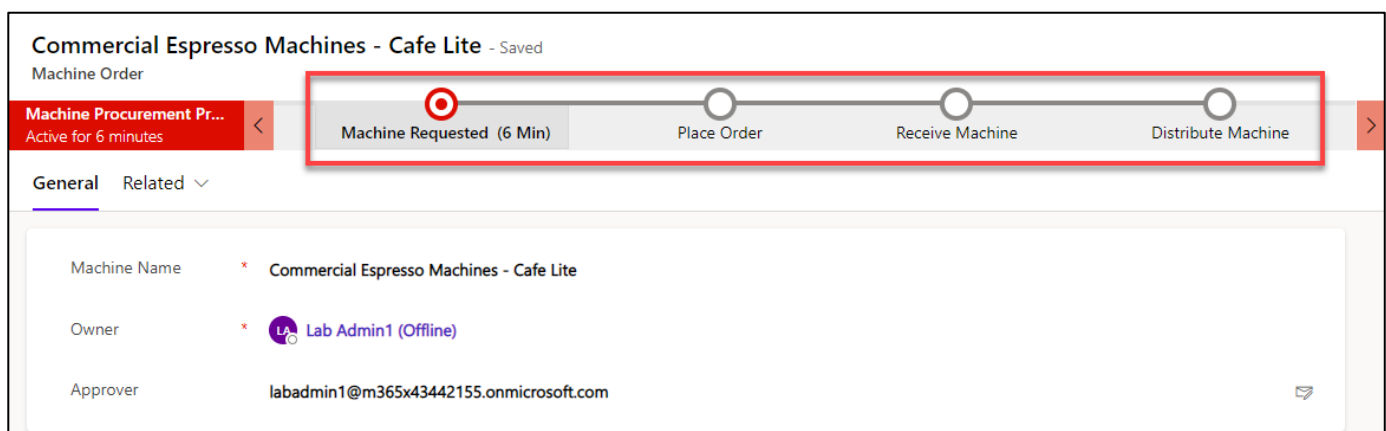 Commercial Espresso Machines - Cafe Lite - Saved
Machine Order
Machine Procurement Pr...
Active for 6 minutes
Machine Requested (6 Min)
Place Order
Receive Machine
Distribute Machine
General Related
Machine Name * Commercial Espresso Machines - Cafe Lite
Owner * LA Lab Admin1 (Offline)
Approver labadmin1@m365x43442155.onmicrosoft.com